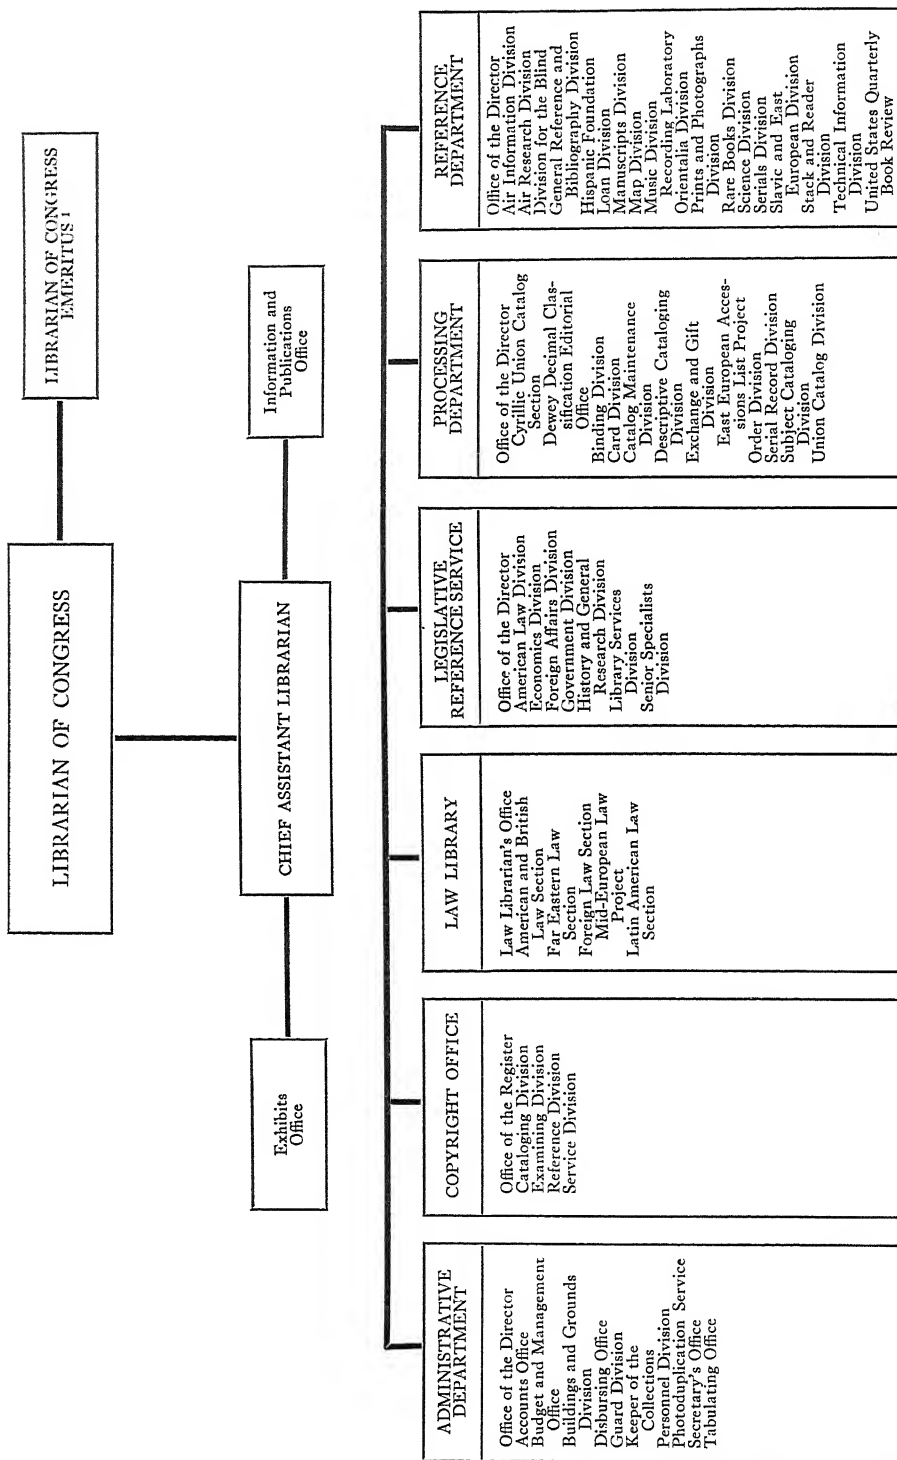 LIBRARIAN OF CONGRESS
LIBRARIAN OF CONGRESS
EMERITUS ¹
CHIEF ASSISTANT LIBRARIAN
Exhibits
Office
Information and
Publications
Office
ADMINISTRATIVE
DEPARTMENT
Office of the Director
Accounts Office
Budget and Management
Office
Buildings and Grounds
Division
Disbursing Office
Guard Division
Keeper of the
Collections
Personnel Division
Photoduplication Service
Secretary's Office
Tabulating Office
COPYRIGHT OFFICE
Office of the Register
Cataloging Division
Examining Division
Reference Division
Service Division
LAW LIBRARY
Law Librarian's Office
American and British
Law Section
Far Eastern Law
Section
Foreign Law Section
Mid-European Law
Project
Latin American Law
Section
LEGISLATIVE
REFERENCE SERVICE
Office of the Director
American Law Division
Economics Division
Foreign Affairs Division
Government Division
History and General
Research Division
Library Services
Division
Senior Specialists
Division
PROCESSING
DEPARTMENT
Office of the Director
Cyrillic Union Catalog
Section
Dewey Decimal Clas-
sification Editorial
Office
Binding Division
Card Division
Catalog Maintenance
Division
Descriptive Cataloging
Division
Exchange and Gift
Division
East European Acces-
sions List Project
Order Division
Serial Record Division
Subject Cataloging
Division
Union Catalog Division
REFERENCE
DEPARTMENT
Office of the Director
Air Information Division
Air Research Division
Division for the Blind
General Reference and
Bibliography Division
Hispanic Foundation
Loan Division
Manuscripts Division
Map Division
Music Division
Recording Laboratory
Orientalia Division
Prints and Photographs
Division
Rare Books Division
Science Division
Serials Division
Slavic and East
European Division
Stack and Reader
Division
Technical Information
Division
United States Quarterly
Book Review